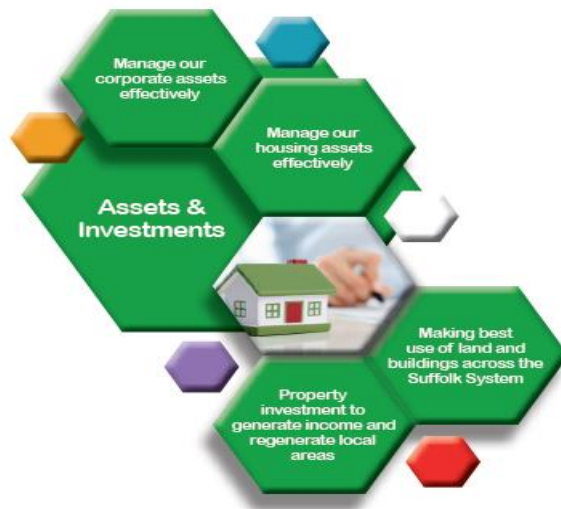 Manage our
corporate assets
effectively
Manage our
housing assets
effectively
Assets &
Investments
Making best
use of land and
buildings across the
Suffolk System
Property
investment to
generate income and
regenerate local
areas